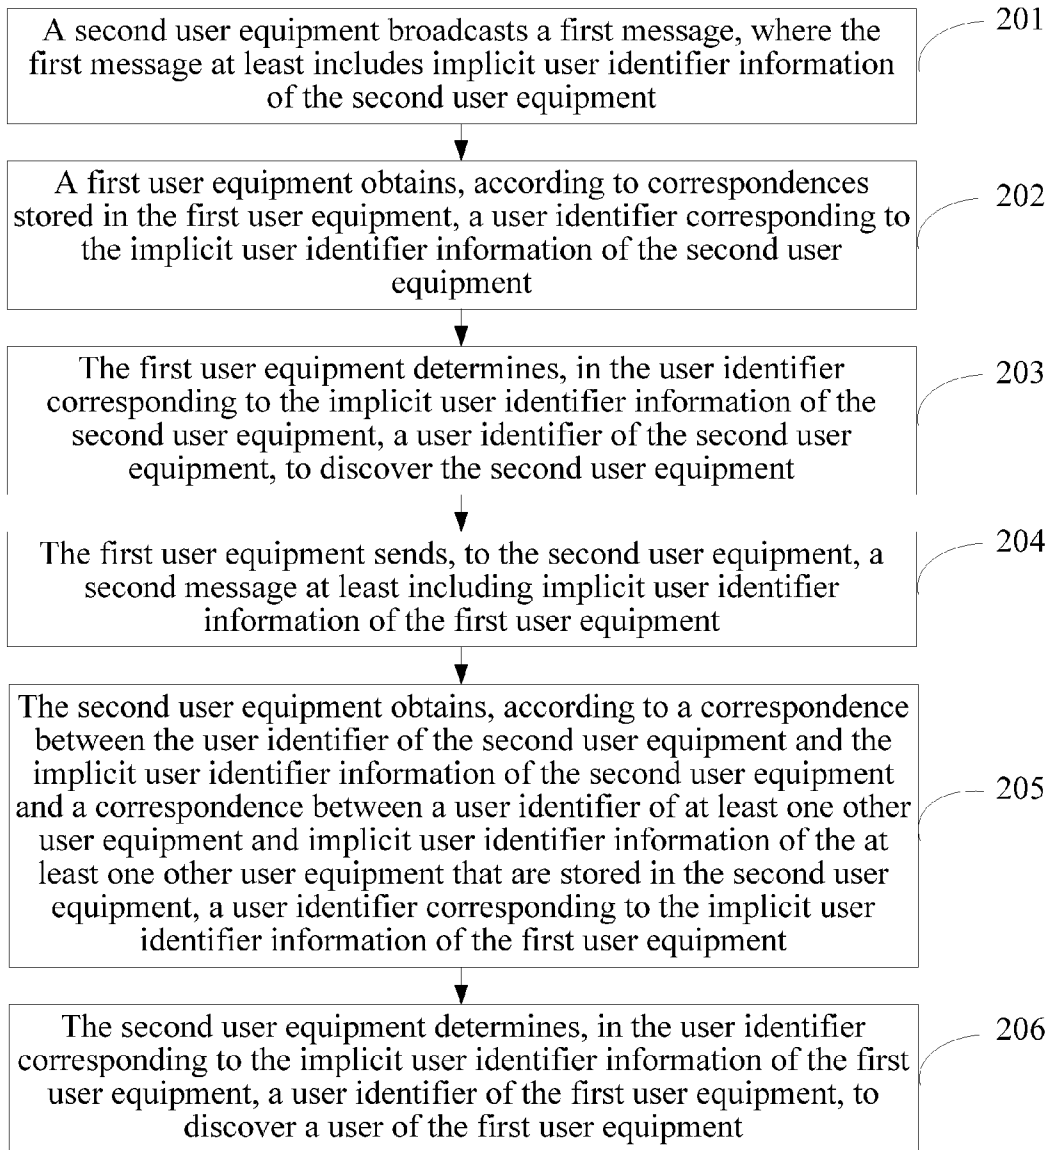 A second user equipment broadcasts a first message, where the
first message at least includes implicit user identifier information
of the second user equipment
201
A first user equipment obtains, according to correspondences
stored in the first user equipment, a user identifier corresponding to
the implicit user identifier information of the second user
equipment
202
The first user equipment determines, in the user identifier
corresponding to the implicit user identifier information of the
second user equipment, a user identifier of the second user
equipment, to discover the second user equipment
203
The first user equipment sends, to the second user equipment, a
second message at least including implicit user identifier
information of the first user equipment
204
The second user equipment obtains, according to a correspondence
between the user identifier of the second user equipment and the
implicit user identifier information of the second user equipment
and a correspondence between a user identifier of at least one other
user equipment and implicit user identifier information of the at
least one other user equipment that are stored in the second user
equipment, a user identifier corresponding to the implicit user
identifier information of the first user equipment
205
The second user equipment determines, in the user identifier
corresponding to the implicit user identifier information of the first
user equipment, a user identifier of the first user equipment, to
discover a user of the first user equipment
206